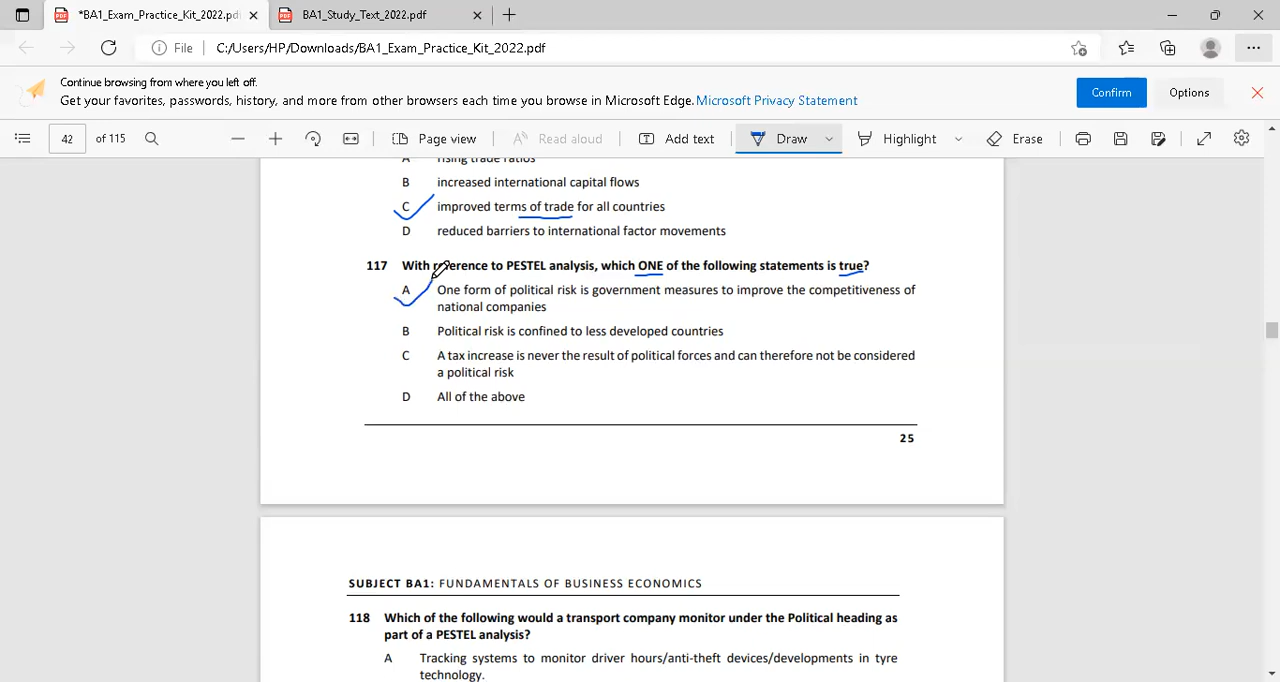 *BA1_Exam_Practice_Kit_2022.pdf
BA1_Study_Text_2022.pdf
File
C:/Users/HP/Downloads/BA1_Exam_Practice_Kit_2022.pdf
Continue browsing from where you left off.
Get your favorites, passwords, history, and more from other browsers each time you browse in Microsoft Edge. Microsoft Privacy Statement
Confirm
Options
42 of 115
Page view
Read aloud
Add text
Draw
Highlight
Erase
A rising trade ratios
B increased international capital flows
C improved terms of trade for all countries
D reduced barriers to international factor movements
117 With reference to PESTEL analysis, which ONE of the following statements is true?
A One form of political risk is government measures to improve the competitiveness of
national companies
B Political risk is confined to less developed countries
C A tax increase is never the result of political forces and can therefore not be considered
a political risk
D All of the above
25
SUBJECT BA1: FUNDAMENTALS OF BUSINESS ECONOMICS
118 Which of the following would a transport company monitor under the Political heading as
part of a PESTEL analysis?
A Tracking systems to monitor driver hours/anti-theft devices/developments in tyre
technology.